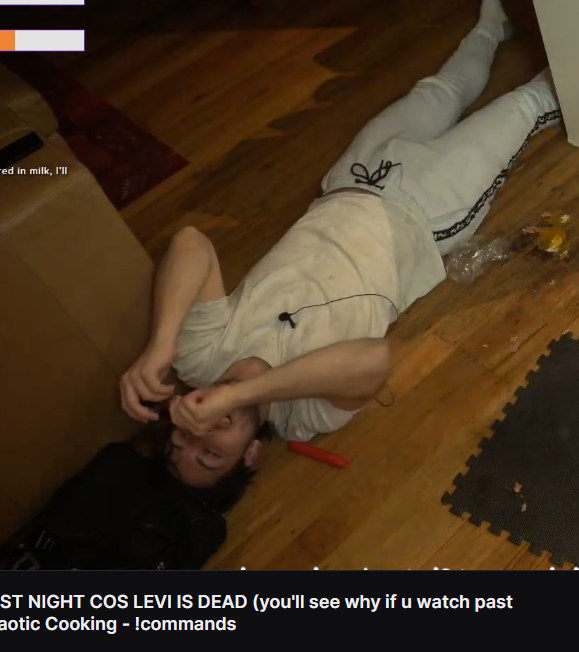 red in milk, I'll
ST NIGHT COS LEVI IS DEAD (you'll see why if u watch past
aotic Cooking - !commands